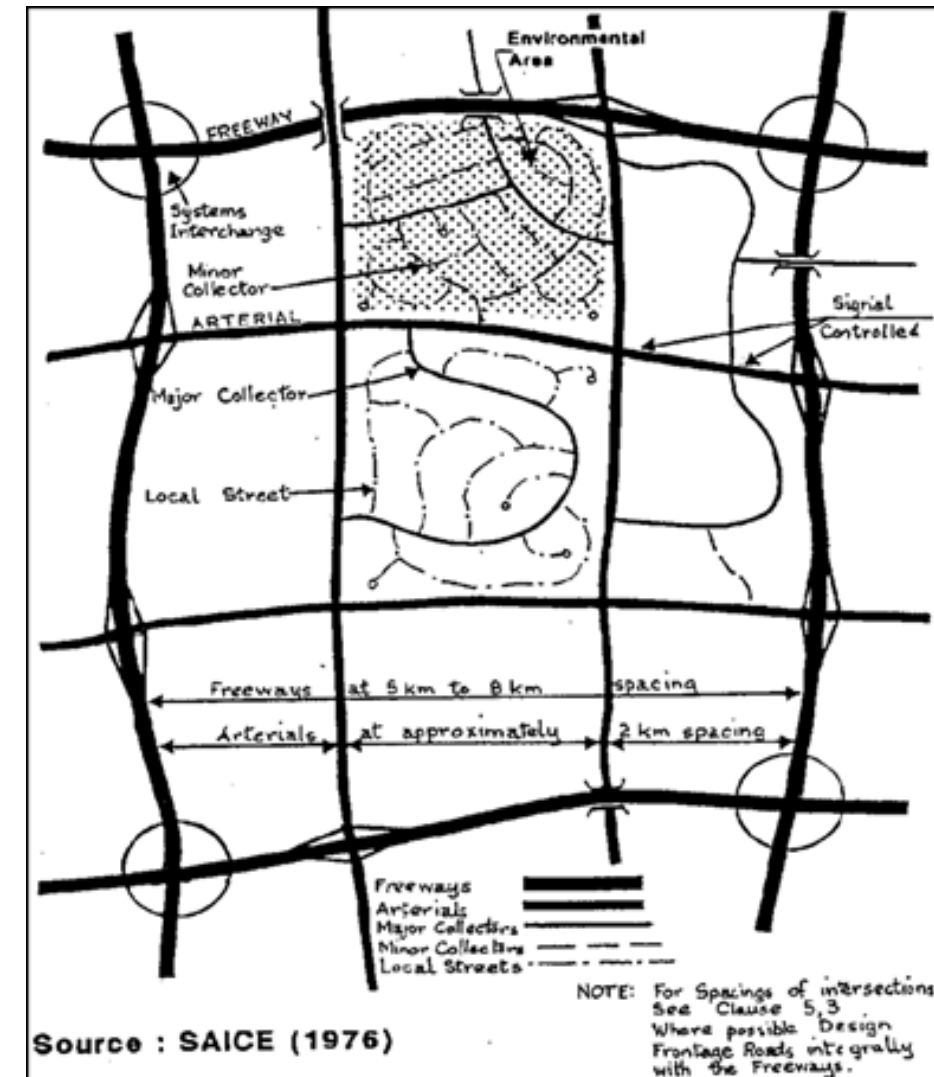 Environmental
Area
FREEWAY
Systems
Interchange
Minor
Collector
ARTERIAL
Signal
Controlled
Major Collector
Local Street
Freeways at 5 km to 8 km spacing
Arterials at approximately 2 km spacing
Freeways
Arterials
Major Collectors
Minor Collectors
Local Streets
NOTE: For Spacings of intersections
See Clause 5,3
Where possible Design
Frontage Roads integrally
with the Freeways.
Source : SAICE (1976)